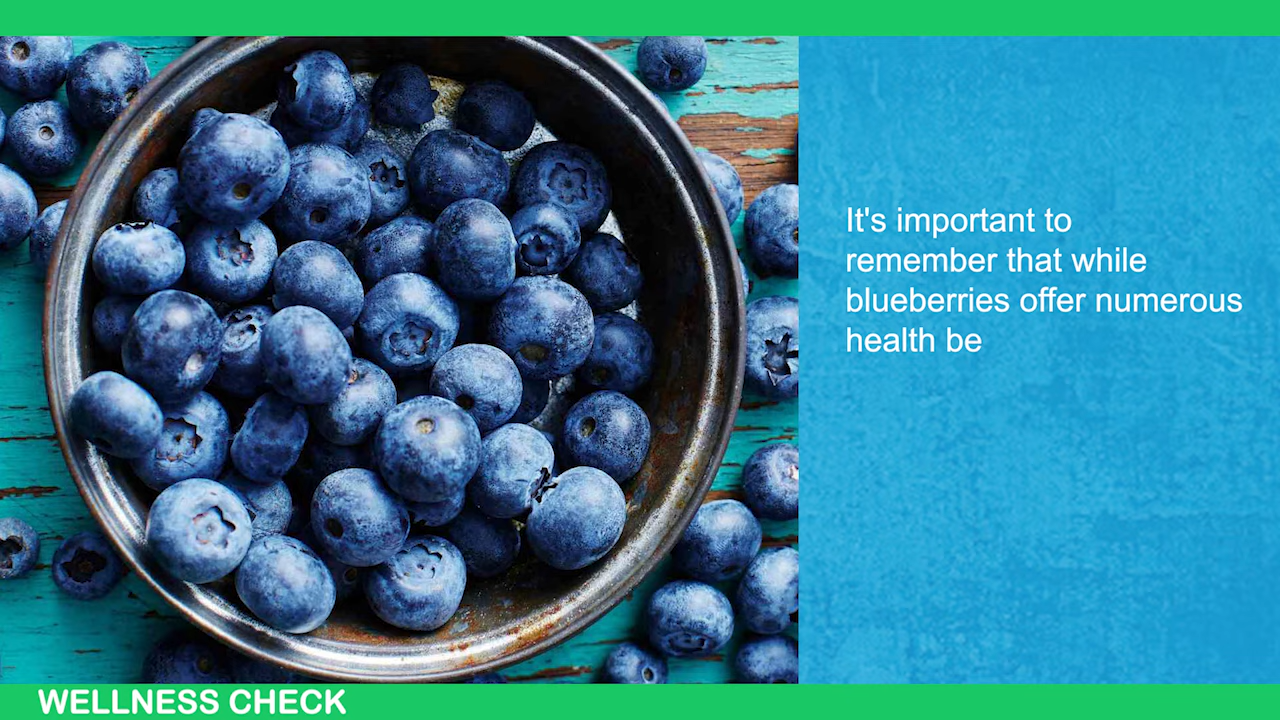 It's important to
remember that while
blueberries offer numerous
health be
WELLNESS CHECK